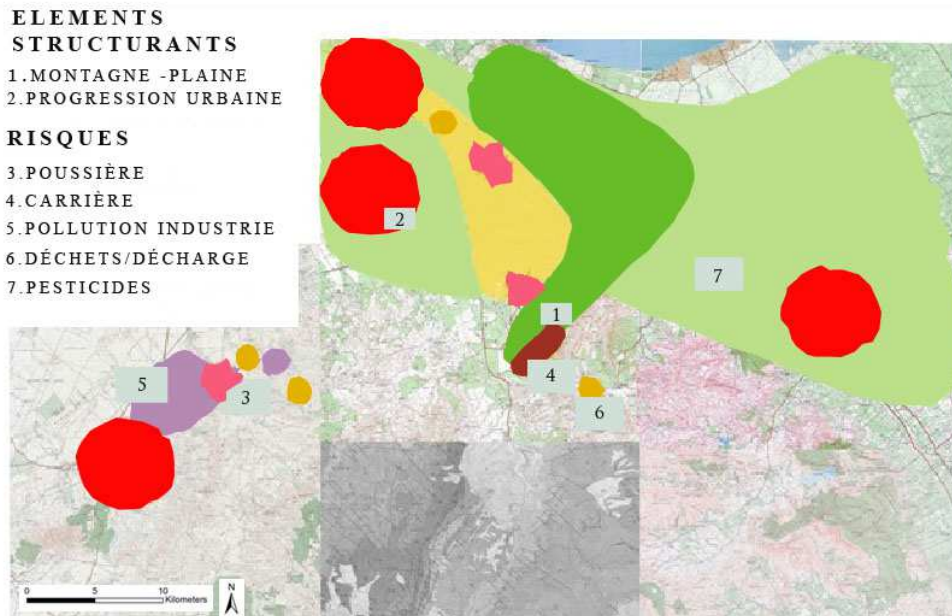 ELEMENTS
STRUCTURANTS
1.MONTAGNE -PLAINE
2.PROGRESSION URBAINE
RISQUES
3.POUSSIÈRE
4.CARRIÈRE
5.POLLUTION INDUSTRIE
6.DÉCHETS/DÉCHARGE
7.PESTICIDES
2
7
1
4
6
5
3
0 5 10
Kilometers
N